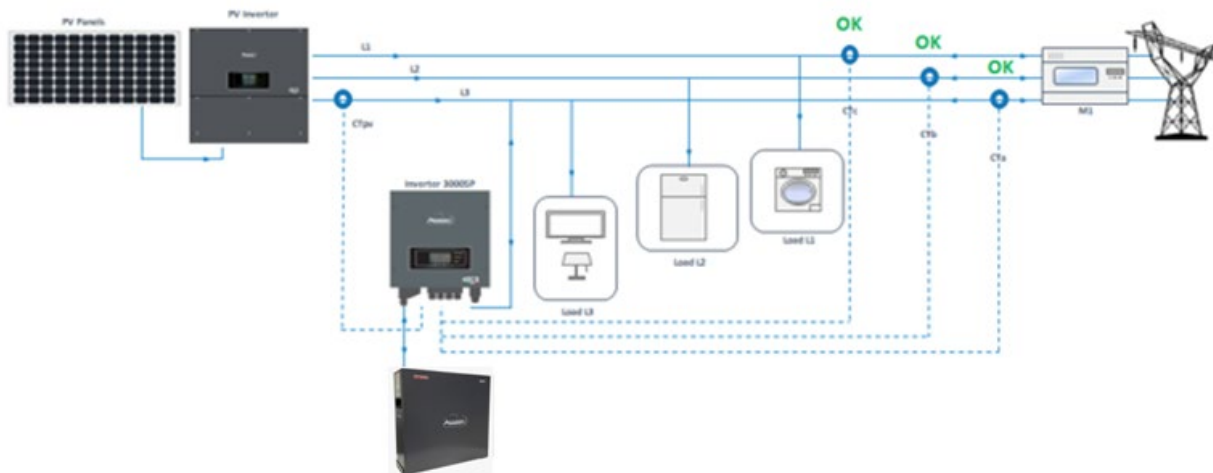 PV Panels
PV Inverter
L1
OK
OK
L2
OK
L3
CTpv
CTc
CTb
CTa
M1
Inverter 3000SP
Load L1
Load L2
Load L3